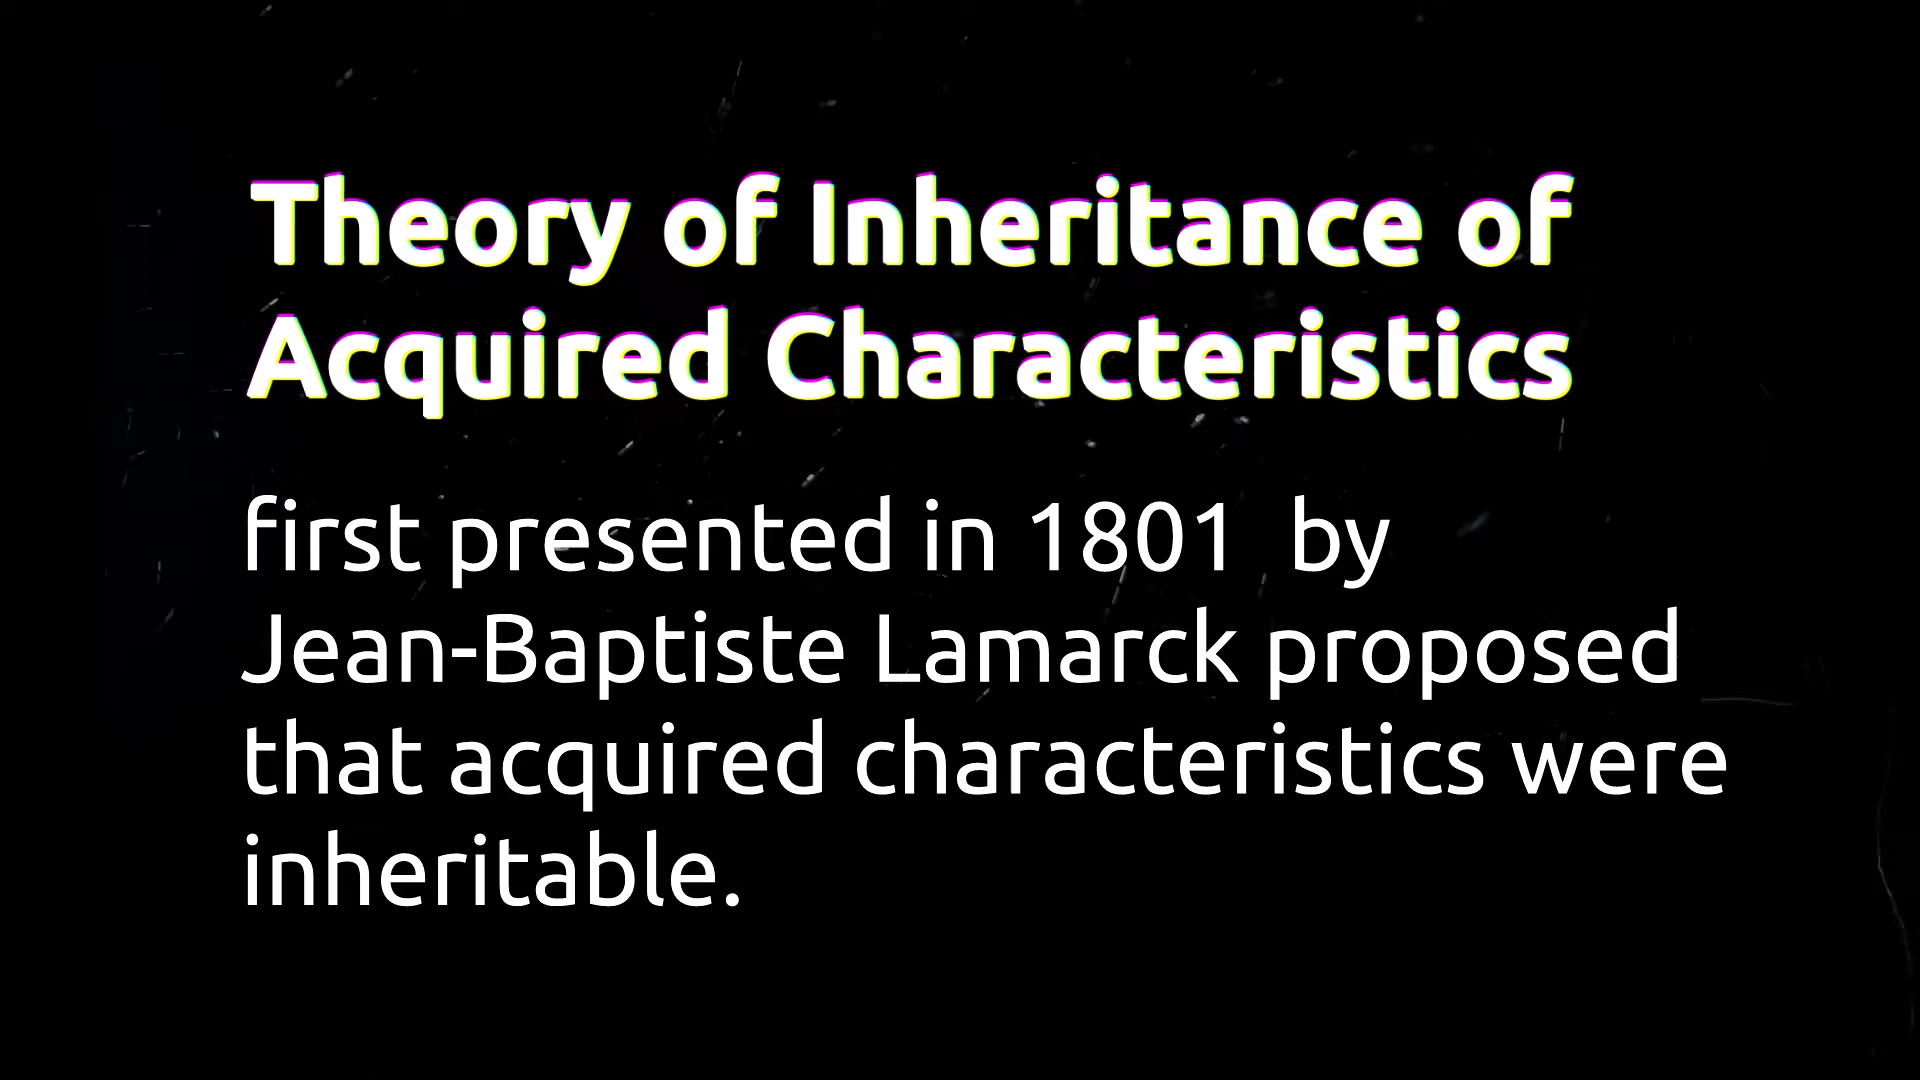 Theory of Inheritance of
Acquired Characteristics
first presented in 1801  by
Jean-Baptiste Lamarck proposed
that acquired characteristics were
inheritable.